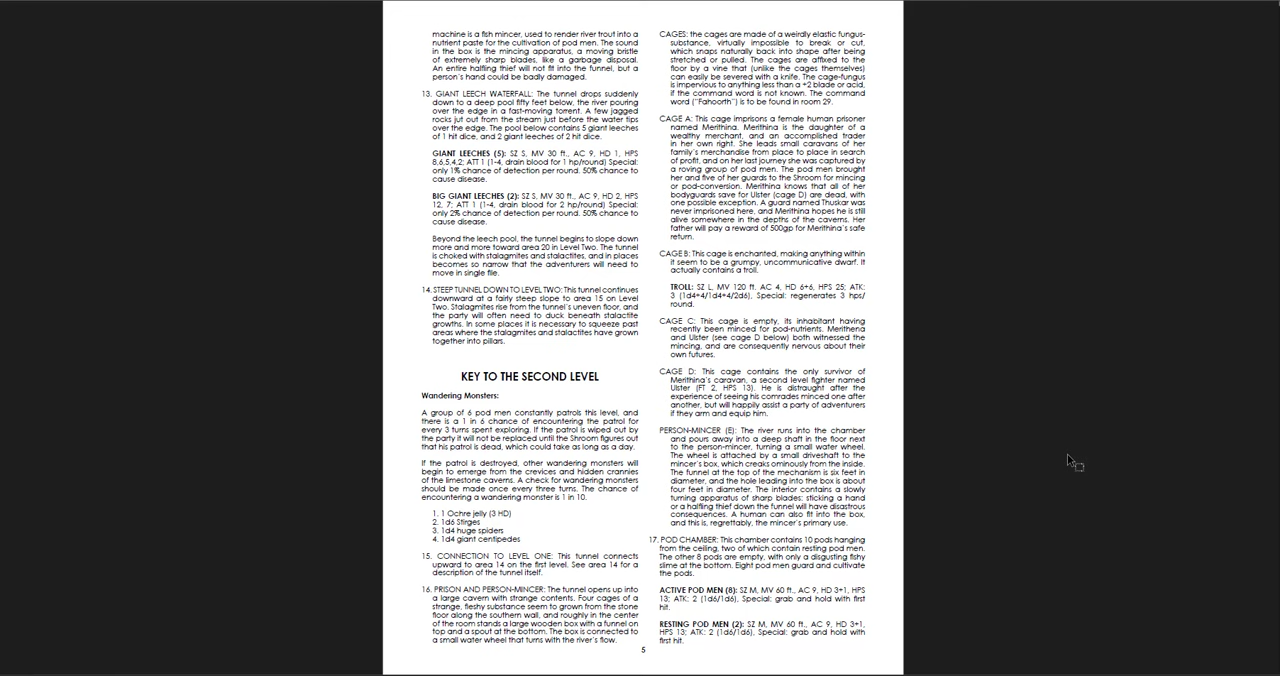 machine is a fish mincer, used to render river trout into a
nutrient paste for the cultivation of pod men. The sound
in the box is the mincing apparatus, a moving bristle
of extremely sharp blades, like a garbage disposal.
An entire halfling thief will not fit into the funnel, but a
person's hand could be badly damaged.
13. GIANT LEECH WATERFALL: The tunnel drops suddenly
down to a deep pool fifty feet below, the river pouring
over the edge in a fast-moving torrent. A few jagged
rocks jut out from the stream just before the water tips
over the edge. The pool below contains 5 giant leeches
of 1 hit dice, and 2 giant leeches of 2 hit dice.
GIANT LEECHES (5): SZ S, MV 30 ft., AC 9, HD 1, HPS
8,6,5,4,2; ATT 1 (1-4, drain blood for 1 hp/round) Special:
only 1% chance of detection per round. 50% chance to
cause disease.
BIG GIANT LEECHES (2): SZ S, MV 30 ft., AC 9, HD 2, HPS
12, 7; ATT 1 (1-4, drain blood for 2 hp/round) Special:
only 2% chance of detection per round. 50% chance to
cause disease.
Beyond the leech pool, the tunnel begins to slope down
more and more toward area 20 in Level Two. The tunnel
is choked with stalagmites and stalactites, and in places
becomes so narrow that the adventurers will need to
move in single file.
14. STEEP TUNNEL DOWN TO LEVEL TWO: This tunnel continues
downward at a fairly steep slope to area 15 on Level
Two. Stalagmites rise from the tunnel's uneven floor, and
the party will often need to duck beneath stalactite
growths. In some places it is necessary to squeeze past
areas where the stalagmites and stalactites have grown
together into pillars.
KEY TO THE SECOND LEVEL
Wandering Monsters:
A group of 6 pod men constantly patrols this level, and
there is a 1 in 6 chance of encountering the patrol for
every 3 turns spent exploring. If the patrol is wiped out by
the party it will not be replaced until the Shroom figures out
that his patrol is dead, which could take as long as a day.
If the patrol is destroyed, other wandering monsters will
begin to emerge from the crevices and hidden crannies
of the limestone caverns. A check for wandering monsters
should be made once every three turns. The chance of
encountering a wandering monster is 1 in 10.
1. 1 Ochre jelly (3 HD)
2. 1d6 Stirges
3. 1d4 huge spiders
4. 1d4 giant centipedes
15. CONNECTION TO LEVEL ONE: This tunnel connects
upward to area 14 on the first level. See area 14 for a
description of the tunnel itself.
16. PRISON AND PERSON-MINCER: The tunnel opens up into
a large cavern with strange contents. Four cages of a
strange, fleshy substance seem to grown from the stone
floor along the southern wall, and roughly in the center
of the room stands a large wooden box with a funnel on
top and a spout at the bottom. The box is connected to
a small water wheel that turns with the river's flow.
CAGES: the cages are made of a weirdly elastic fungus-
substance, virtually impossible to break or cut,
which snaps naturally back into shape after being
stretched or pulled. The cages are affixed to the
floor by a vine that (unlike the cages themselves)
can easily be severed with a knife. The cage-fungus
is impervious to anything less than a +2 blade or acid,
if the command word is not known. The command
word ("Fahoorth") is to be found in room 29.
CAGE A: This cage imprisons a female human prisoner
named Merithina. Merithina is the daughter of a
wealthy merchant, and an accomplished trader
in her own right. She leads small caravans of her
family's merchandise from place to place in search
of profit, and on her last journey she was captured by
a roving group of pod men. The pod men brought
her and five of her guards to the Shroom for mincing
or pod-conversion. Merithina knows that all of her
bodyguards save for Ulster (cage D) are dead, with
one possible exception. A guard named Thuskar was
never imprisoned here, and Merithina hopes he is still
alive somewhere in the depths of the caverns. Her
father will pay a reward of 500gp for Merithina's safe
return.
CAGE B: This cage is enchanted, making anything within
it seem to be a grumpy, uncommunicative dwarf. It
actually contains a troll.
TROLL: SZ L, MV 120 ft. AC 4, HD 6+6, HPS 25; ATK:
3 (1d4+4/1d4+4/2d6), Special: regenerates 3 hps/
round.
CAGE C: This cage is empty, its inhabitant having
recently been minced for pod-nutrients. Merithena
and Ulster (see cage D below) both witnessed the
mincing, and are consequently nervous about their
own futures.
CAGE D: This cage contains the only survivor of
Merithina's caravan, a second level fighter named
Ulster (FT 2, HPS 13). He is distraught after the
experience of seeing his comrades minced one after
another, but will happily assist a party of adventurers
if they arm and equip him.
PERSON-MINCER (E): The river runs into the chamber
and pours away into a deep shaft in the floor next
to the person-mincer, turning a small water wheel.
The wheel is attached by a small driveshaft to the
mincer's box, which creaks ominously from the inside.
The funnel at the top of the mechanism is six feet in
diameter, and the hole leading into the box is about
four feet in diameter. The interior contains a slowly
turning apparatus of sharp blades: sticking a hand
or a halfling thief down the funnel will have disastrous
consequences. A human can also fit into the box,
and this is, regrettably, the mincer's primary use.
17. POD CHAMBER: This chamber contains 10 pods hanging
from the ceiling, two of which contain resting pod men.
The other 8 pods are empty, with only a disgusting fishy
slime at the bottom. Eight pod men guard and cultivate
the pods.
ACTIVE POD MEN (8): SZ M, MV 60 ft., AC 9, HD 3+1, HPS
13; ATK: 2 (1d6/1d6), Special: grab and hold with first
hit.
RESTING POD MEN (2): SZ M, MV 60 ft., AC 9, HD 3+1,
HPS 13; ATK: 2 (1d6/1d6), Special: grab and hold with
first hit.
5